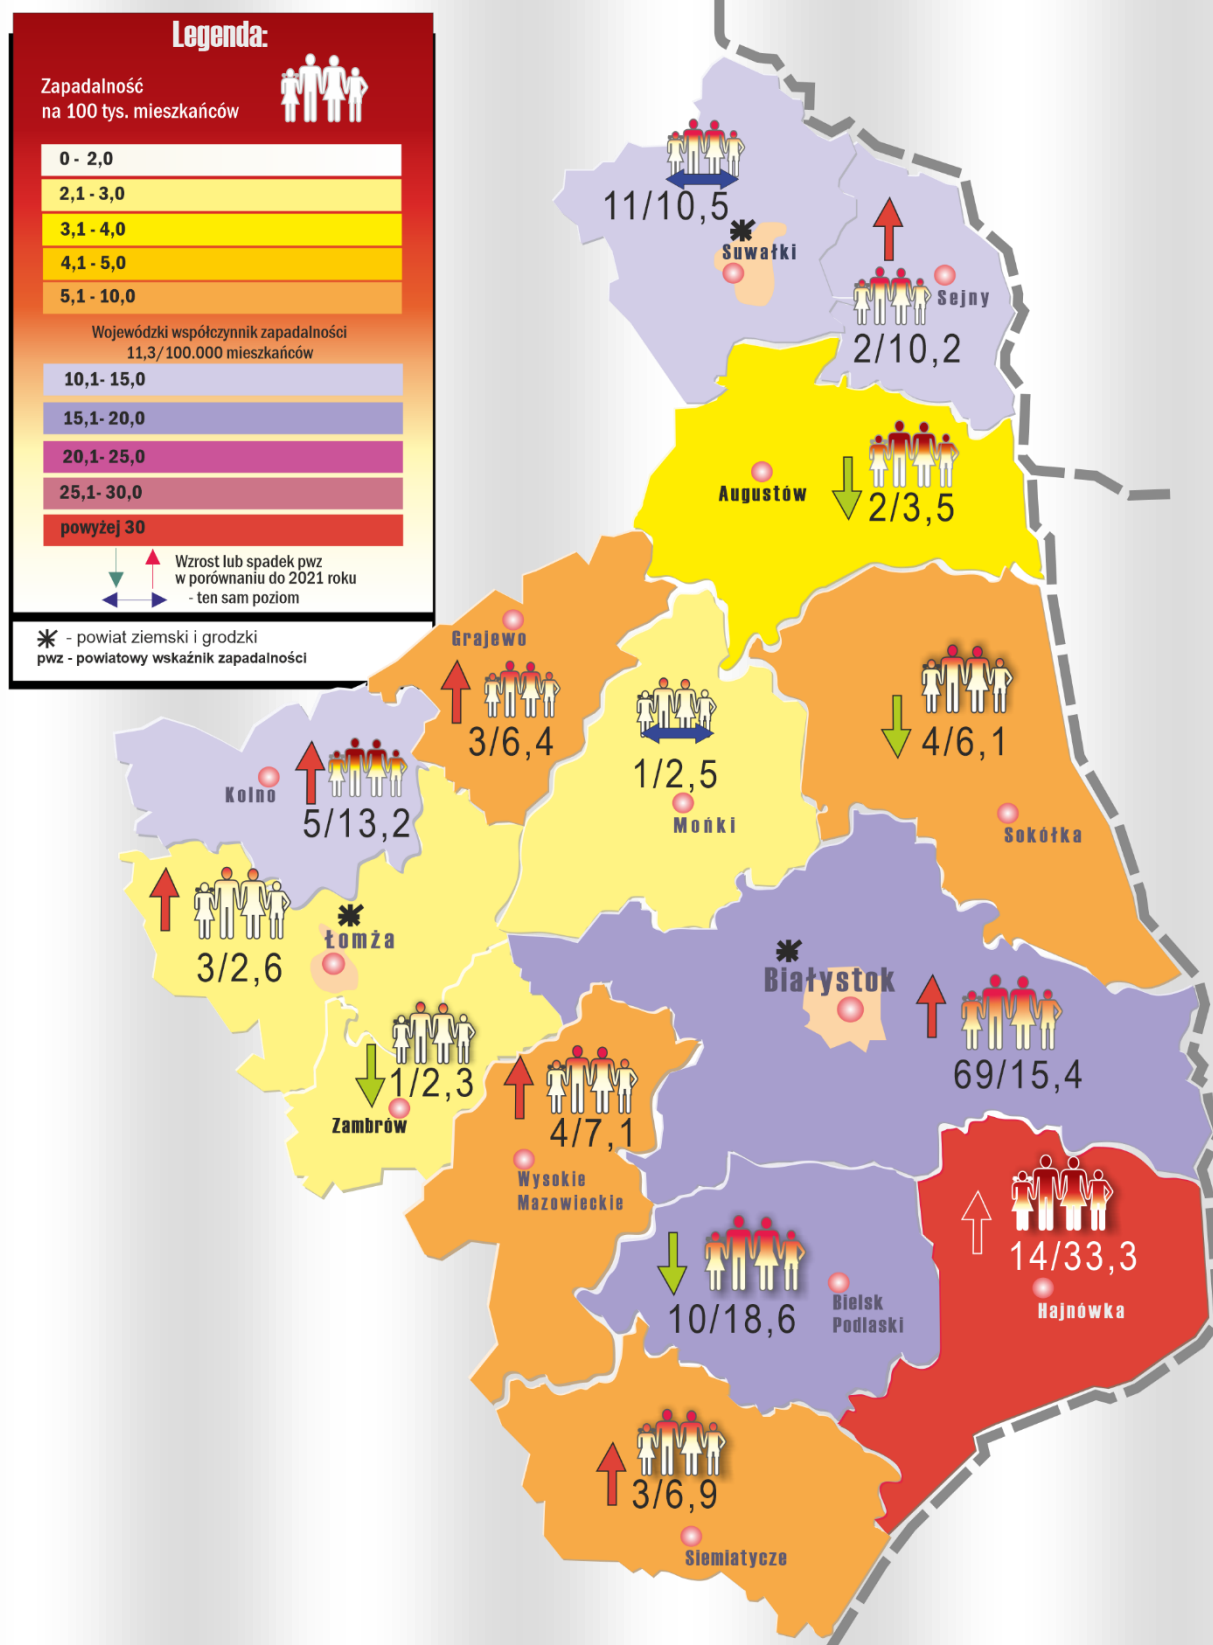 Legenda:
Zapadalność
na 100 tys. mieszkańców
0 - 2,0
2,1 - 3,0
3,1 - 4,0
4,1 - 5,0
5,1 - 10,0
Wojewódzki współczynnik zapadalności
11,3/100.000 mieszkańców
10,1- 15,0
15,1- 20,0
20,1- 25,0
25,1- 30,0
powyżej 30
Wzrost lub spadek pwz
w porównaniu do 2021 roku
- ten sam poziom
- powiat ziemski i grodzki
pwz - powiatowy wskaźnik zapadalności
11/10,5
Suwałki
Sejny
2/10,2
Augustów
2/3,5
Grajewo
3/6,4
1/2,5
Mońki
4/6,1
Sokółka
Kolno
5/13,2
3/2,6
Łomża
Białystok
69/15,4
1/2,3
Zambrów
4/7,1
Wysokie
Mazowieckie
14/33,3
Hajnówka
10/18,6
Bielsk
Podlaski
3/6,9
Siemiatycze